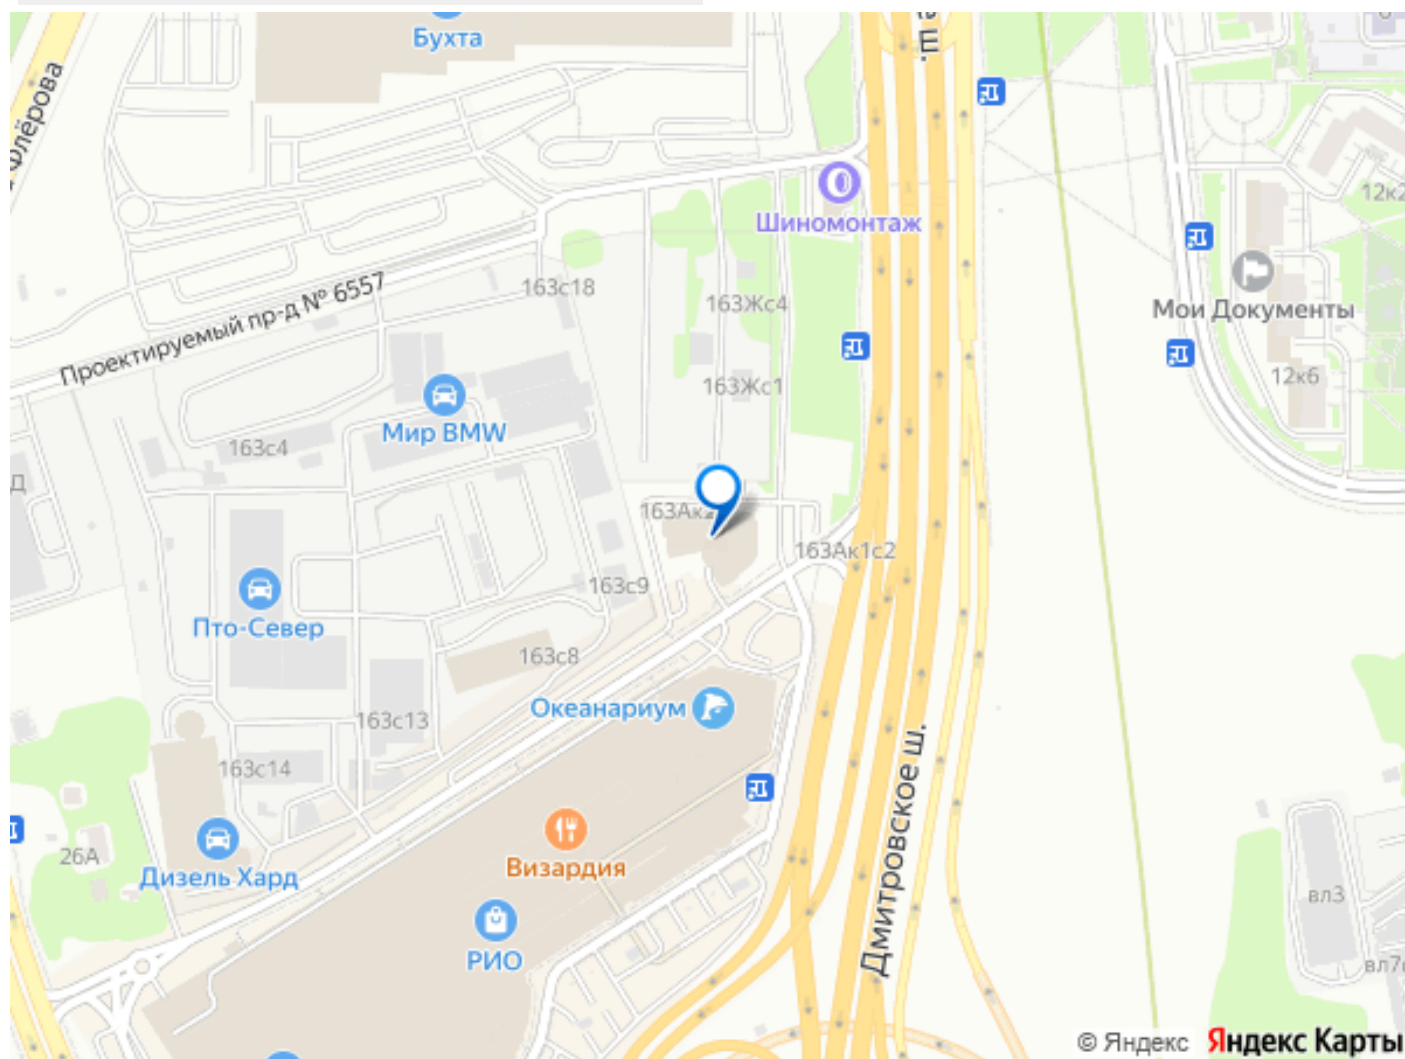 Бухта
Ш.
Флёрова
Шиномонтаж
12к2
Проектируемый пр-д № 6557
163с18
163Жс4
Мои Документы
163Жс1
12к6
Мир BMW
163с4
Д
163Ак2
163Ак1с2
163с9
Пто-Север
163с8
Океанариум
163с13
Дмитровское ш.
163с14
26А
Дизель Хард
Визардия
вл3
РИО
вл7
© Яндекс Яндекс Карты